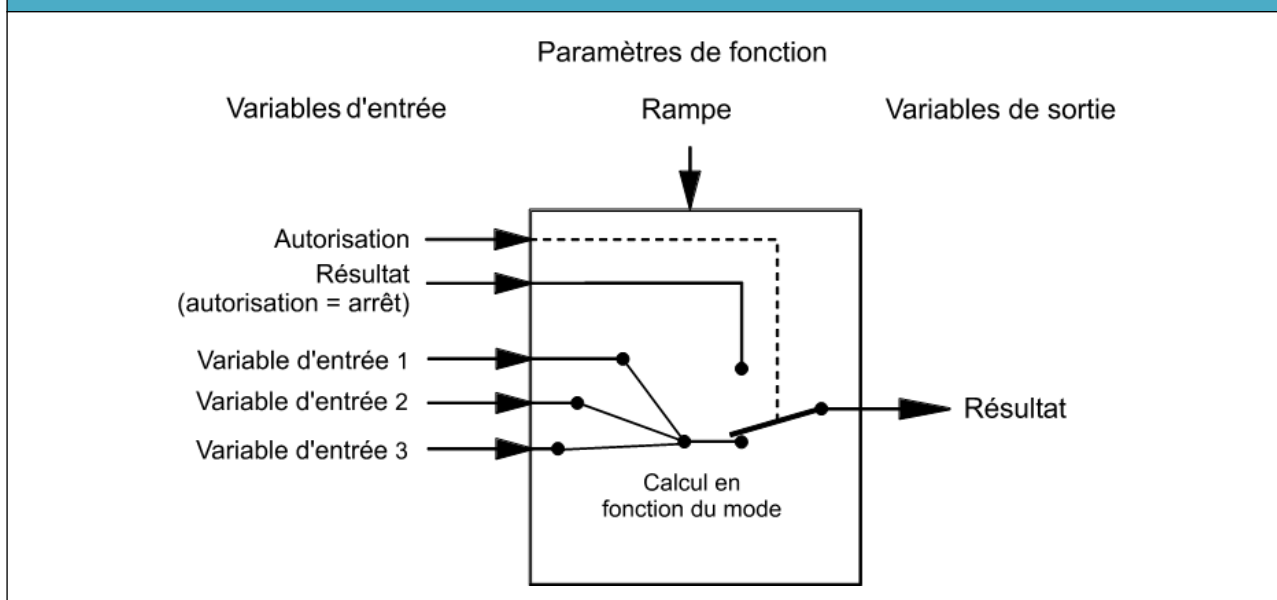 Paramètres de fonction
Variables d'entrée
Rampe
Variables de sortie
Autorisation
Résultat
(autorisation = arrêt)
Variable d'entrée 1
Variable d'entrée 2
Variable d'entrée 3
Résultat
Calcul en
fonction du mode